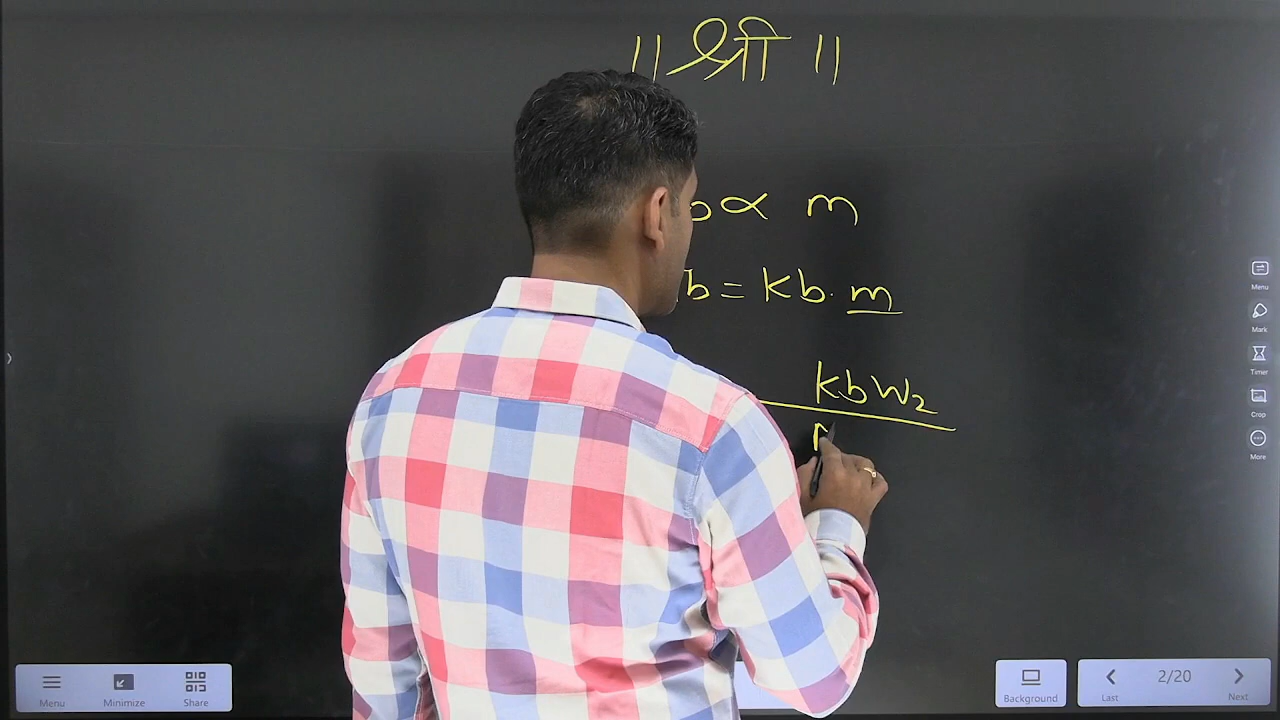 ॥ श्री ॥
b ∝ m
b = Kb. m
KbW₂
Menu
Mark
Timer
Crop
More
Menu Minimize Share
Background
Last 2/20 Next